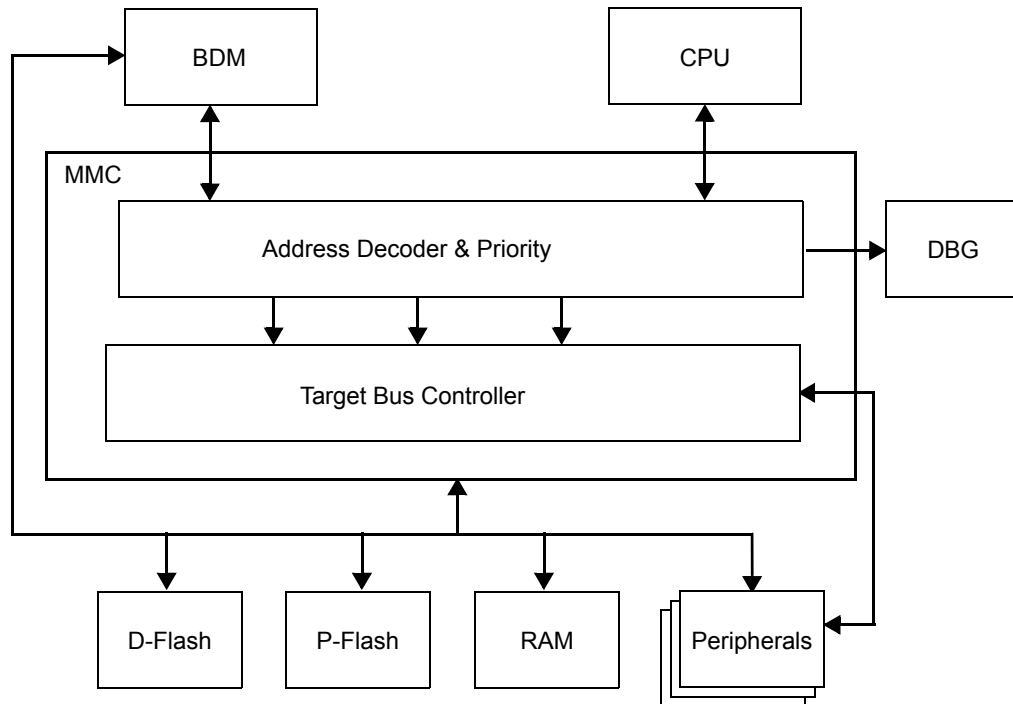 BDM
CPU
MMC
Address Decoder & Priority
DBG
Target Bus Controller
D-Flash
P-Flash
RAM
Peripherals